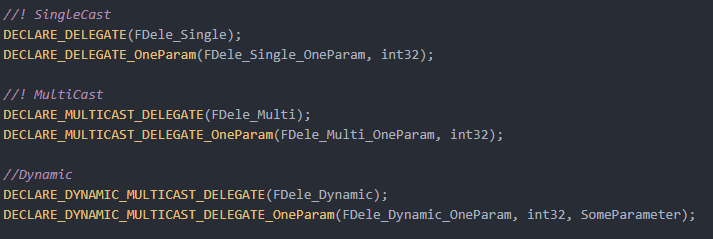 //! SingleCast
DECLARE_DELEGATE(FDele_Single);
DECLARE_DELEGATE_OneParam(FDele_Single_OneParam, int32);
//! MultiCast
DECLARE_MULTICAST_DELEGATE(FDele_Multi);
DECLARE_MULTICAST_DELEGATE_OneParam(FDele_Multi_OneParam, int32);
//Dynamic
DECLARE_DYNAMIC_MULTICAST_DELEGATE(FDele_Dynamic);
DECLARE_DYNAMIC_MULTICAST_DELEGATE_OneParam(FDele_Dynamic_OneParam, int32, SomeParameter);